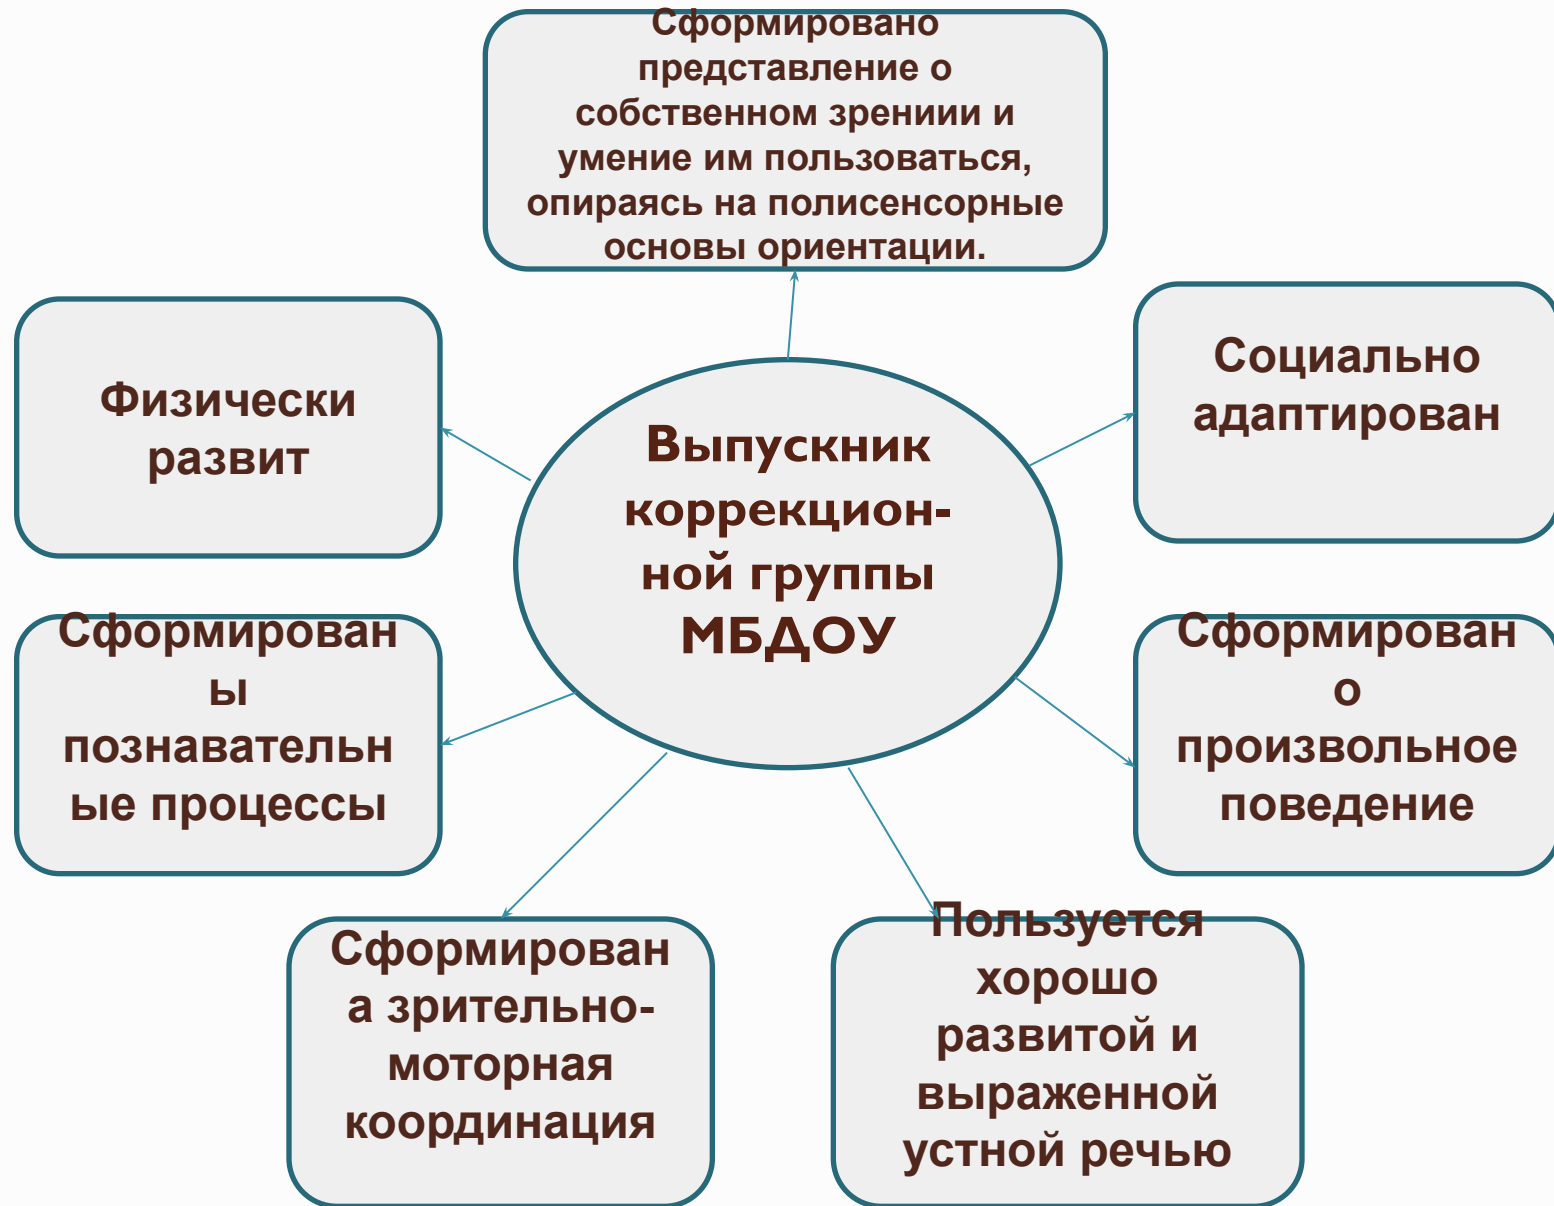 Сформировано
представление о
собственном зрениии и
умение им пользоваться,
опираясь на полисенсорные
основы ориентации.
Физически
развит
Социально
адаптирован
Выпускник
коррекцион-
ной группы
МБДОУ
Сформирован
ы
познавательн
ые процессы
Сформирован
о
произвольное
поведение
Сформирован
а зрительно-
моторная
координация
Пользуется
хорошо
развитой и
выраженной
устной речью